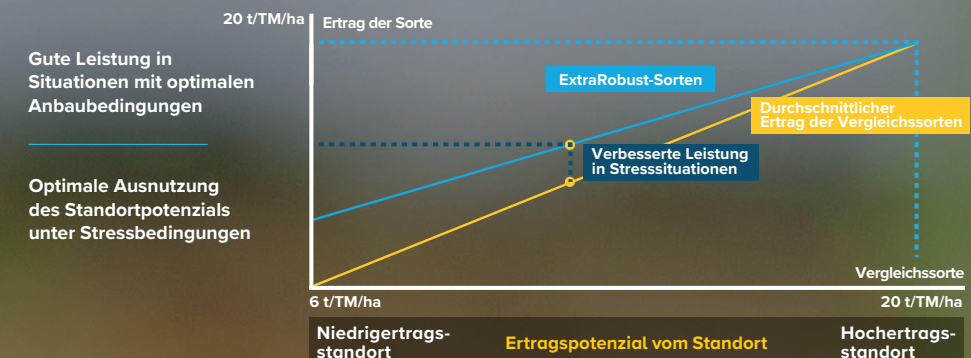 20 t/TM/ha
Ertrag der Sorte
Gute Leistung in
Situationen mit optimalen
Anbaubedingungen
ExtraRobust-Sorten
Durchschnittlicher
Ertrag der Vergleichssorten
Verbesserte Leistung
in Stresssituationen
Optimale Ausnutzung
des Standortpotenzials
unter Stressbedingungen
Vergleichssorte
6 t/TM/ha
20 t/TM/ha
Niedrigertrags-
standort
Ertragspotenzial vom Standort
Hochertrags-
standort